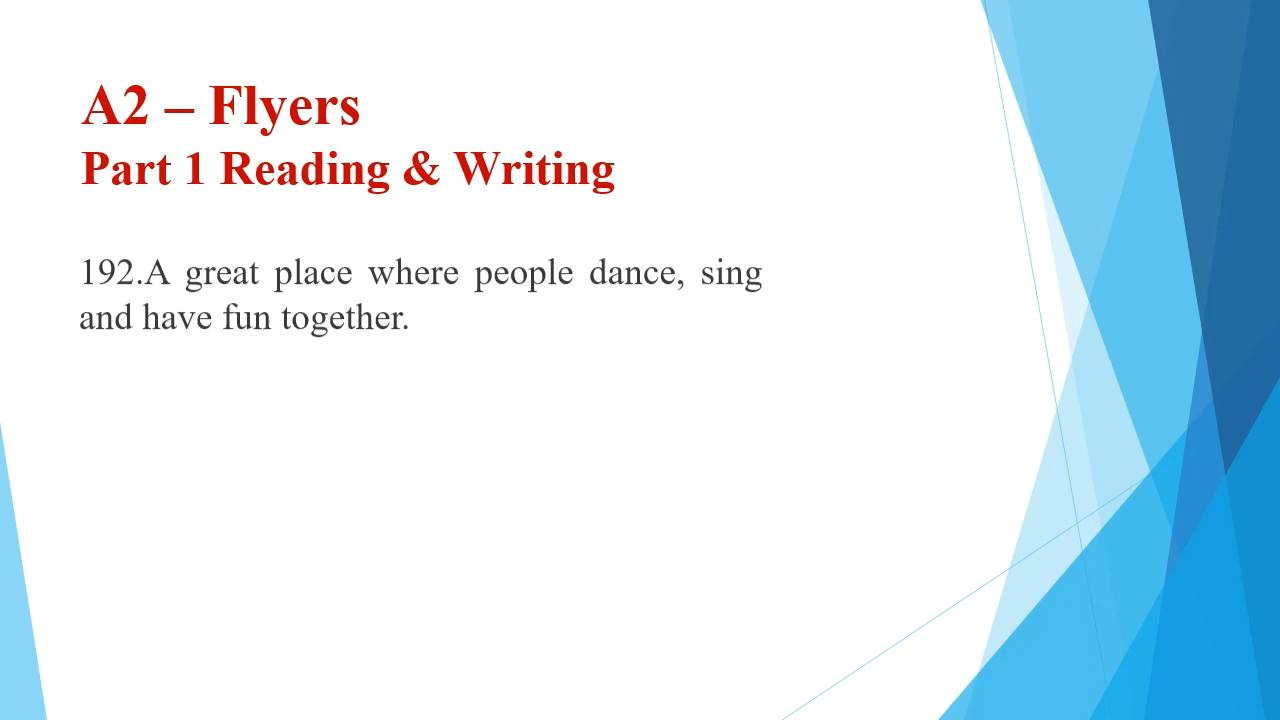 A2 – Flyers
Part 1 Reading & Writing
192.A great place where people dance, sing
and have fun together.